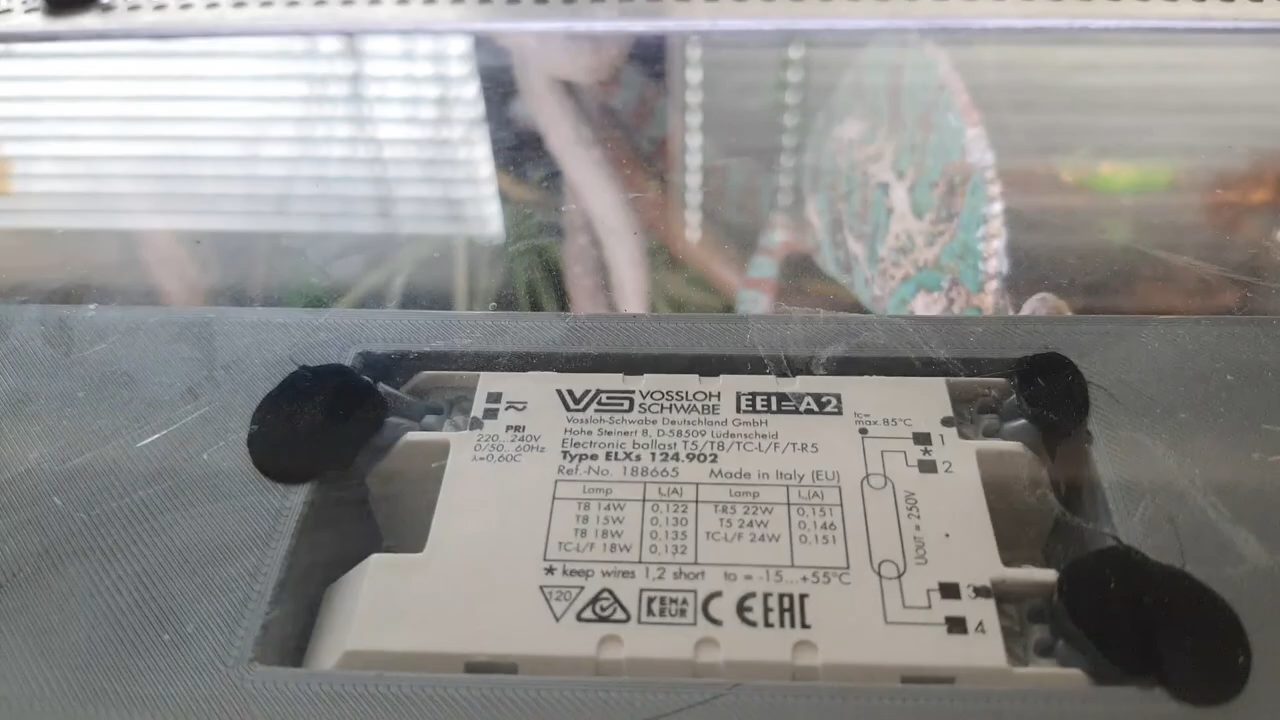 VS VOSSLOH SCHWABE EEI=A2
Vossloh-Schwabe Deutschland GmbH
Hohe Steinert 8, D-58509 Lüdenscheid
Electronic ballast T5/T8/TC-L/F/T-R5
Type ELXs 124.902
Ref.-No. 188665 Made in Italy (EU)
PRI
220...240V
0/50...60Hz
λ=0,60C
tc=
max.85°C
Lamp Iₙ(A) Lamp Iₙ(A)
T8 14W 0,122 T-R5 22W 0,151
T8 15W 0,130 T5 24W 0,146
T8 18W 0,135 TC-L/F 24W 0,151
TC-L/F 18W 0,132
* keep wires 1,2 short ta = -15...+55°C
120 KEMA KEUR CE EAC
1
*
2
UOUT = 250V
3
4